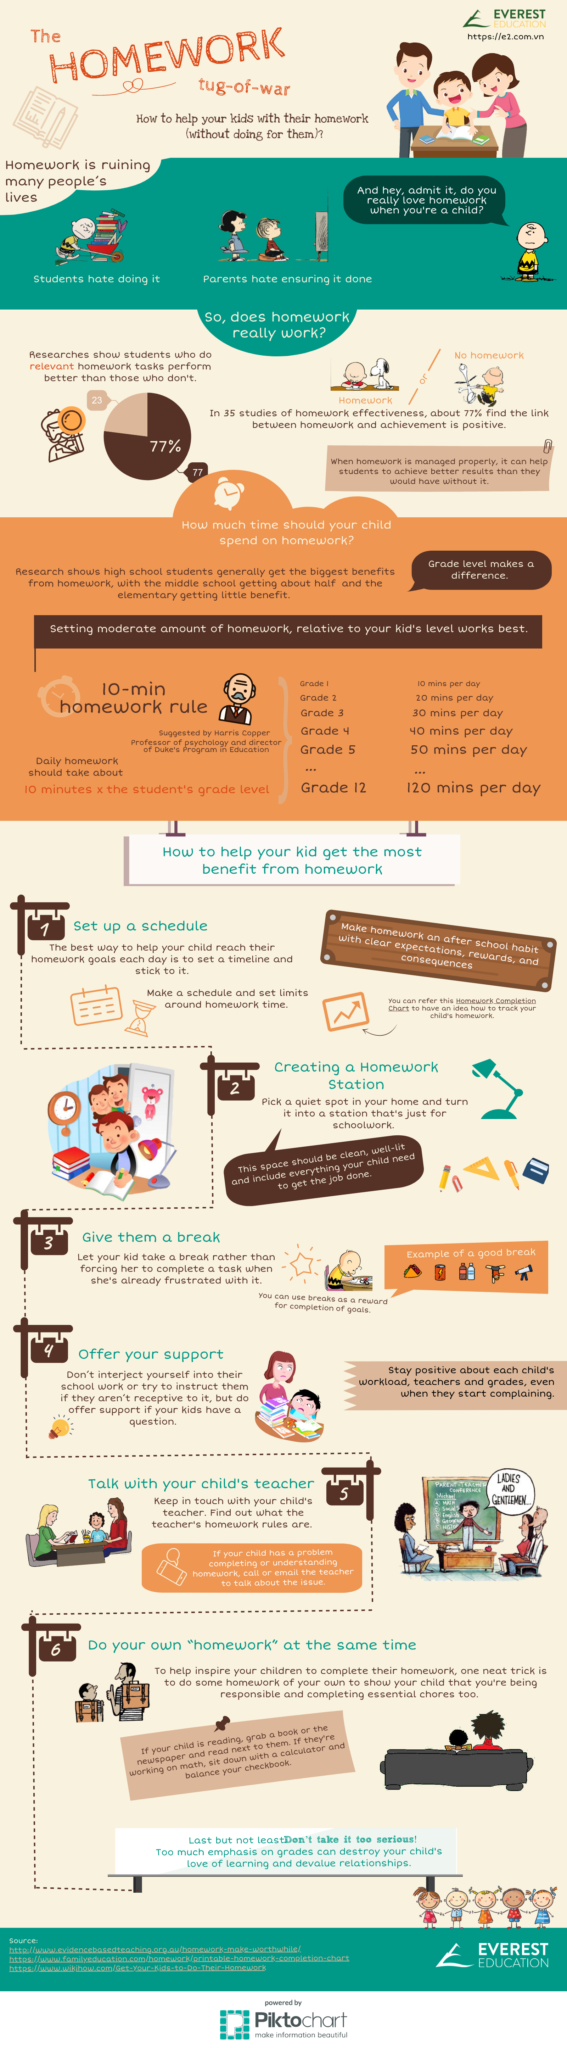 EVEREST
EDUCATION
https://e2.com.vn
The
HOMEWORK
tug-of-war
How to help your kids with their homework
(without doing for them)?
Homework is ruining
many people's
lives
And hey, admit it, do you
really love homework
when you're a child?
Students hate doing it
Parents hate ensuring it done
So, does homework
really work?
Researches show students who do
relevant homework tasks perform
better than those who don't.
23
77%
77
No homework
or
Homework
In 35 studies of homework effectiveness, about 77% find the link
between homework and achievement is positive.
When homework is managed properly, it can help
students to achieve better results than they
would have without it.
How much time should your child
spend on homework?
Research shows high school students generally get the biggest benefits
from homework, with the middle school getting about half and the
elementary getting little benefit.
Grade level makes a
difference.
Setting moderate amount of homework, relative to your kid's level works best.
10-min
homework rule
Suggested by Harris Copper
Professor of psychology and director
of Duke's Program in Education
Daily homework
should take about
10 minutes x the student's grade level
Grade 1 10 mins per day
Grade 2 20 mins per day
Grade 3 30 mins per day
Grade 4 40 mins per day
Grade 5 50 mins per day
... ...
Grade 12 120 mins per day
How to help your kid get the most
benefit from homework
1
Set up a schedule
The best way to help your child reach their
homework goals each day is to set a timeline and
stick to it.
Make homework an after school habit
with clear expectations, rewards, and
consequences
Make a schedule and set limits
around homework time.
You can refer this Homework Completion
Chart to have an idea how to track your
child's homework.
2
Creating a Homework
Station
Pick a quiet spot in your home and turn
it into a station that's just for
schoolwork.
This space should be clean, well-lit
and include everything your child need
to get the job done.
3
Give them a break
Let your kid take a break rather than
forcing her to complete a task when
she's already frustrated with it.
Example of a good break
You can use breaks as a reward
for completion of goals.
4
Offer your support
Don't interject yourself into their
school work or try to instruct them
if they aren't receptive to it, but do
offer support if your kids have a
question.
Stay positive about each child's
workload, teachers and grades, even
when they start complaining.
5
Talk with your child's teacher
Keep in touch with your child's
teacher. Find out what the
teacher's homework rules are.
If your child has a problem
completing or understanding
homework, call or email the teacher
to talk about the issue.
PARENT-TEACHER
CONFERENCE
LADIES
AND
GENTLEMEN...
6
Do your own "homework" at the same time
To help inspire your children to complete their homework, one neat trick is
to do some homework of your own to show your child that you're being
responsible and completing essential chores too.
If your child is reading, grab a book or the
newspaper and read next to them. If they're
working on math, sit down with a calculator and
balance your checkbook.
Last but not leastDon't take it too serious!
Too much emphasis on grades can destroy your child's
love of learning and devalue relationships.
Source:
http://www.evidencebasedteaching.org.au/homework-make-worthwhile/
https://www.familyeducation.com/homework/printable-homework-completion-chart
https://www.wikihow.com/Get-Your-Kids-to-Do-Their-Homework
EVEREST
EDUCATION
powered by
Piktochart
make information beautiful